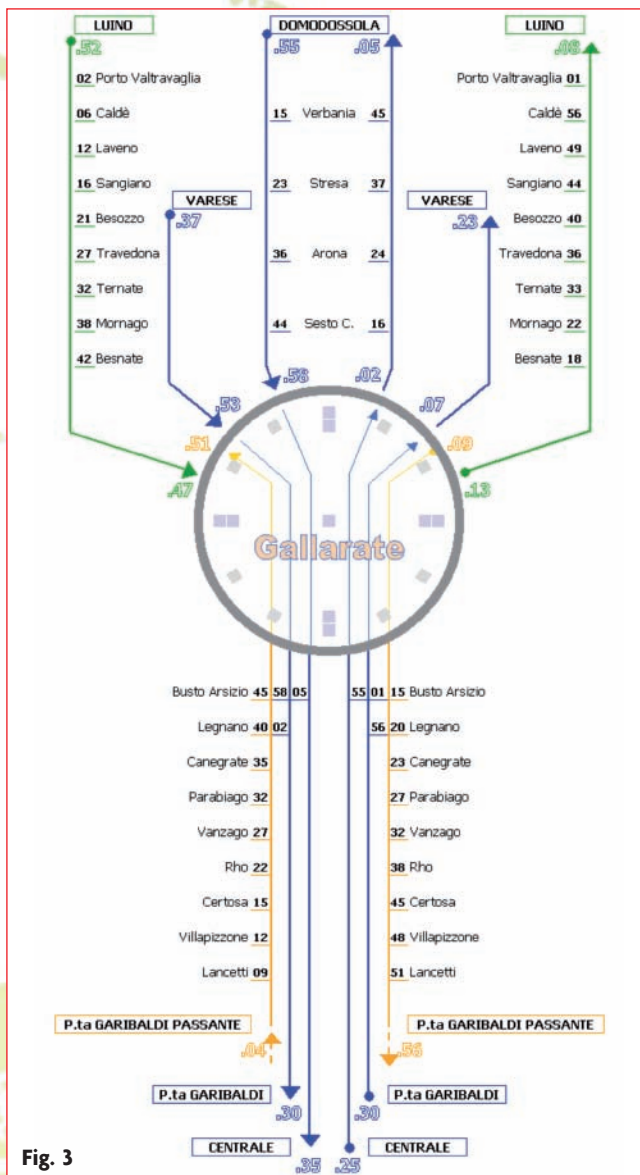 LUINO DOMODOSSOLA LUINO
.52 .55 .05 .08
02 Porto Valtravaglia Porto Valtravaglia 01
06 Caldè 15 Verbania 45 Caldè 56
12 Laveno Laveno 49
16 Sangiano 23 Stresa 37 Sangiano 44
VARESE VARESE
21 Besozzo .37 .23 Besozzo 40
27 Travedona 36 Arona 24 Travedona 36
32 Ternate 44 Sesto C. 16 Ternate 33
38 Mornago Mornago 22
42 Besnate Besnate 18
.58 .02
.53 .07
.51 .09
.47 .13
Gallarate
Busto Arsizio 45 58 05 55 01 15 Busto Arsizio
Legnano 40 02 56 20 Legnano
Canegrate 35 23 Canegrate
Parabiago 32 27 Parabiago
Vanzago 27 32 Vanzago
Rho 22 38 Rho
Certosa 15 45 Certosa
Villapizzone 12 48 Villapizzone
Lancetti 09 51 Lancetti
P.ta GARIBALDI PASSANTE P.ta GARIBALDI PASSANTE
.04 .56
P.ta GARIBALDI P.ta GARIBALDI
.30 .30
CENTRALE CENTRALE
.35 .25
Fig. 3